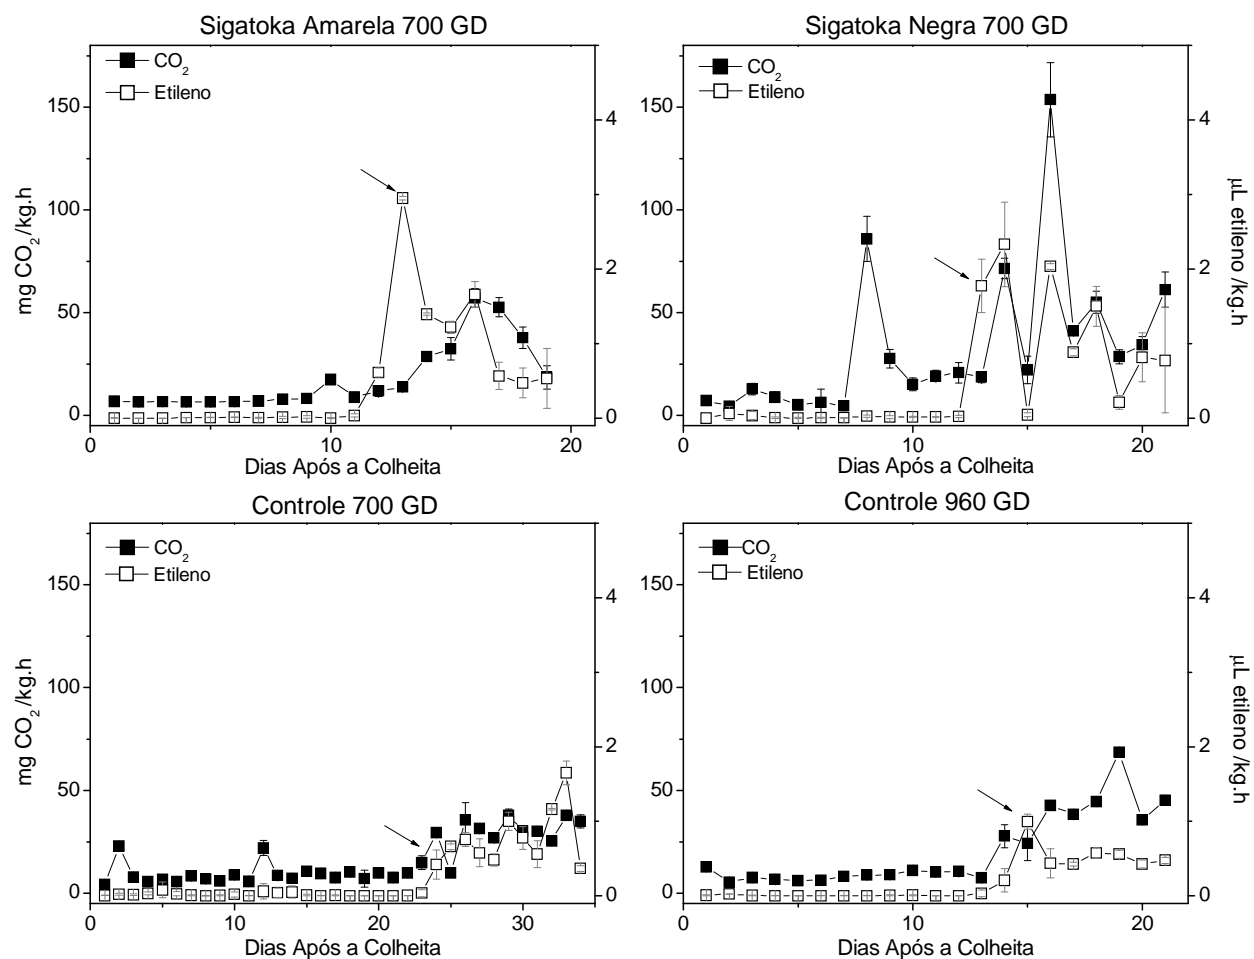 Sigatoka Amarela 700 GD
Sigatoka Negra 700 GD
CO2
Etileno
150
100
50
0
4
2
0
0
10
20
mg CO2/kg.h
Dias Após a Colheita
CO2
Etileno
150
100
50
0
4
2
0
0
10
20
µL etileno /kg.h
Dias Após a Colheita
Controle 700 GD
Controle 960 GD
CO2
Etileno
150
100
50
0
4
2
0
0
10
20
30
mg CO2/kg.h
Dias Após a Colheita
CO2
Etileno
150
100
50
0
4
2
0
0
10
20
µL etileno /kg.h
Dias Após a Colheita